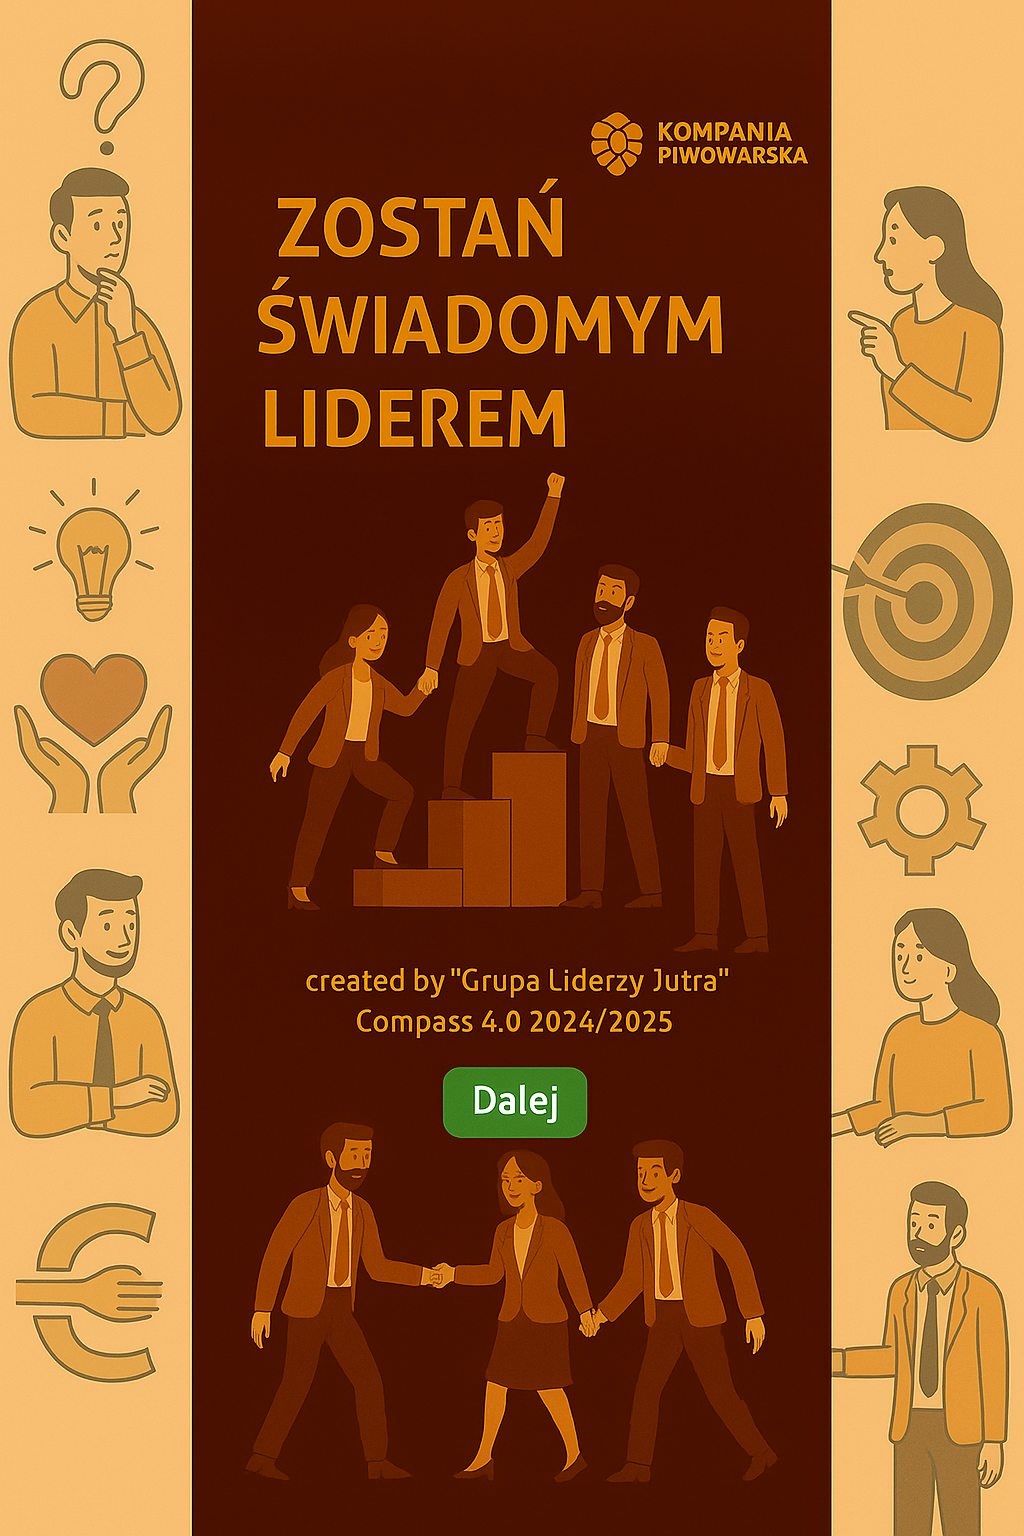 KOMPANIA
PIWOWARSKA
ZOSTAŃ
ŚWIADOMYM
LIDEREM
created by "Grupa Liderzy Jutra"
Compass 4.0 2024/2025
Dalej